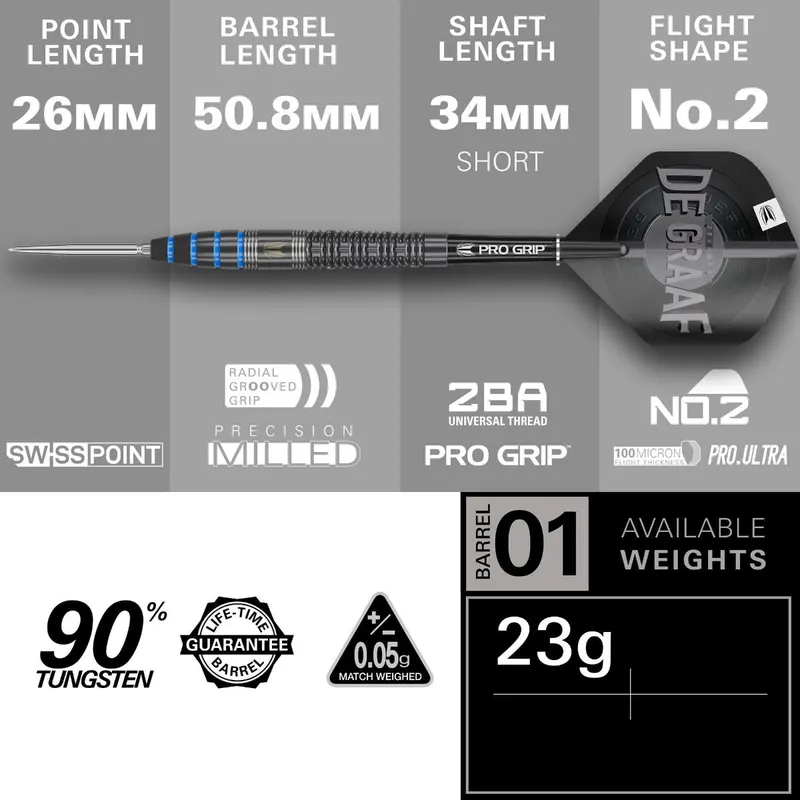 POINT
LENGTH
26MM
BARREL
LENGTH
50.8MM
SHAFT
LENGTH
34MM
SHORT
FLIGHT
SHAPE
No.2
PRO GRIP
DE GRAAF
RADIAL
GROOVED
GRIP
PRECISION
MILLED
SWISSPOINT
2BA
UNIVERSAL THREAD
PRO GRIP™
NO.2
100 MICRON
FLIGHT THICKNESS
PRO.ULTRA
90%
TUNGSTEN
LIFE-TIME
GUARANTEE
BARREL
+/-
0.05g
MATCH WEIGHED
BARREL
01
AVAILABLE
WEIGHTS
23g